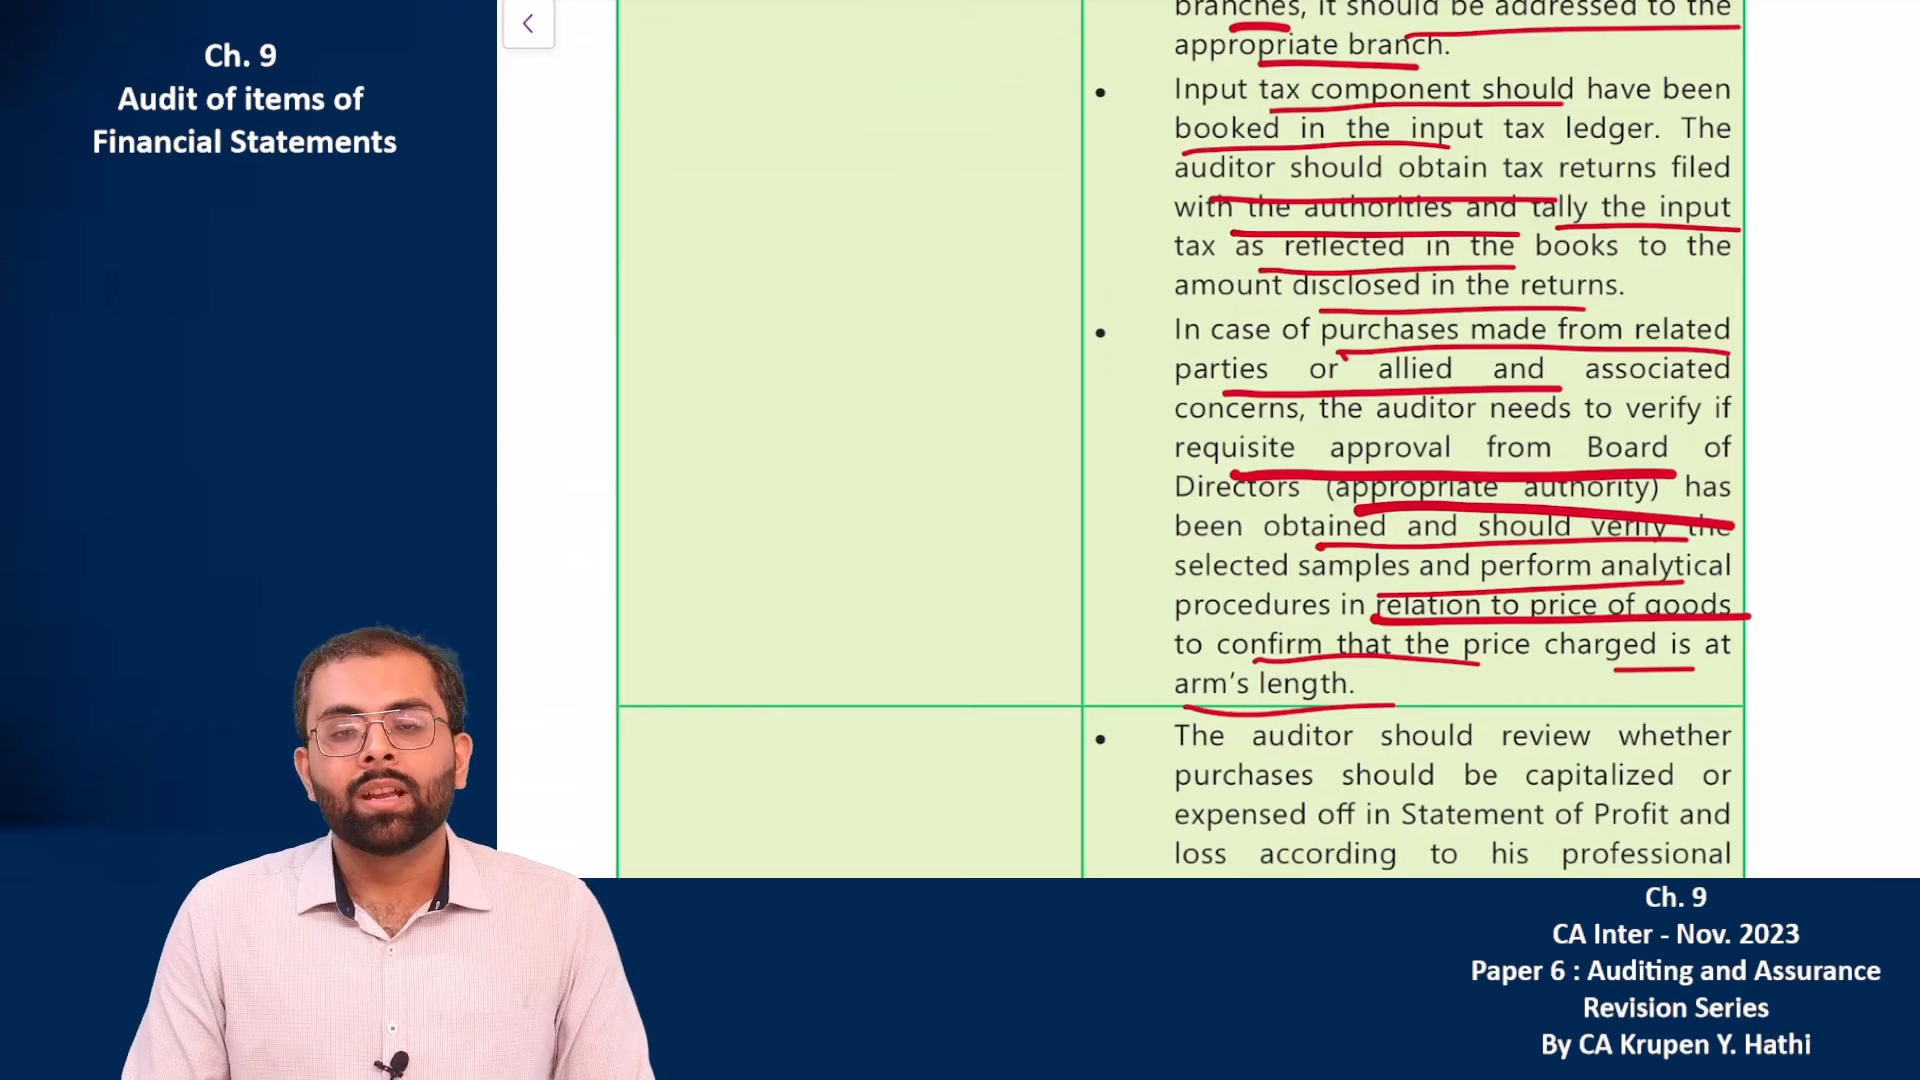 Ch. 9
Audit of items of
Financial Statements
branches, it should be addressed to the
appropriate branch.
• Input tax component should have been
booked in the input tax ledger. The
auditor should obtain tax returns filed
with the authorities and tally the input
tax as reflected in the books to the
amount disclosed in the returns.
• In case of purchases made from related
parties or allied and associated
concerns, the auditor needs to verify if
requisite approval from Board of
Directors (appropriate authority) has
been obtained and should verify the
selected samples and perform analytical
procedures in relation to price of goods
to confirm that the price charged is at
arm's length.
• The auditor should review whether
purchases should be capitalized or
expensed off in Statement of Profit and
loss according to his professional
Ch. 9
CA Inter - Nov. 2023
Paper 6 : Auditing and Assurance
Revision Series
By CA Krupen Y. Hathi